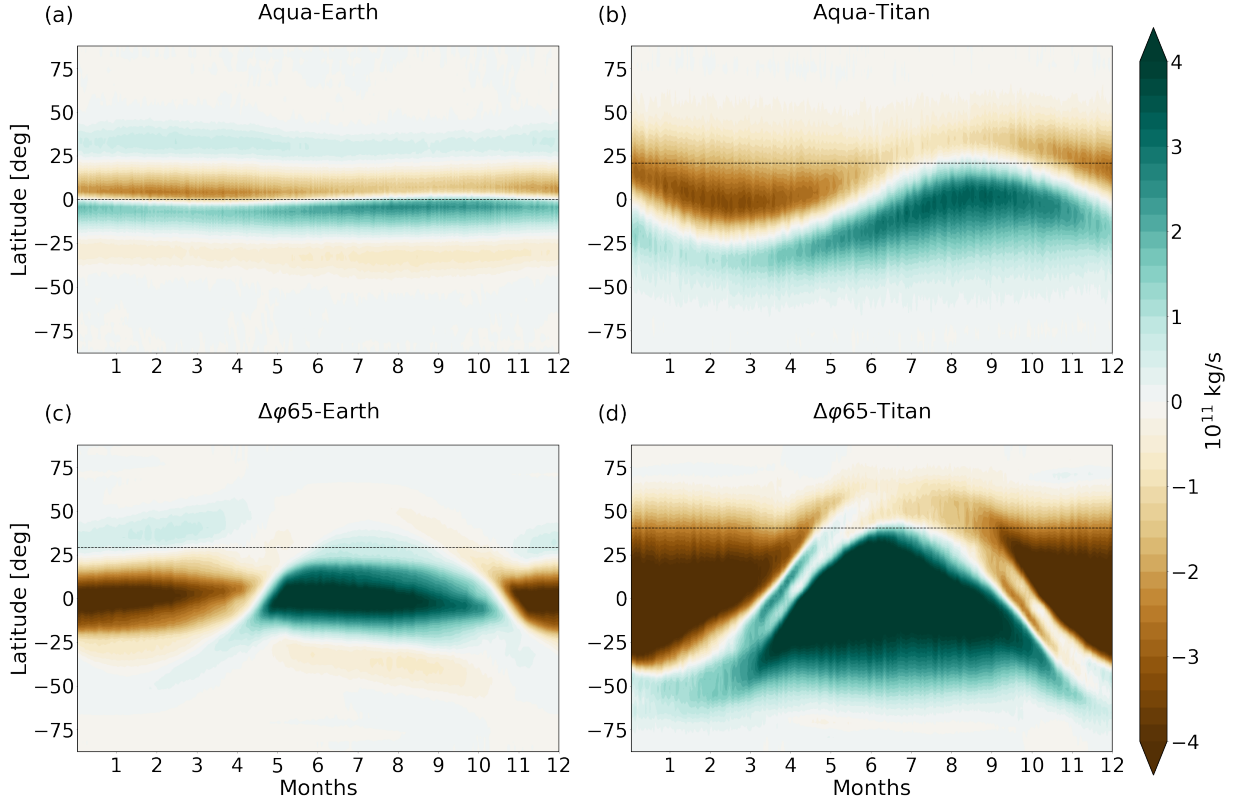 (a) Aqua-Earth
(b) Aqua-Titan
Latitude [deg]
75
50
25
0
−25
−50
−75
1 2 3 4 5 6 7 8 9 10 11 12
75
50
25
0
−25
−50
−75
1 2 3 4 5 6 7 8 9 10 11 12
(c) Δφ65-Earth
(d) Δφ65-Titan
Latitude [deg]
75
50
25
0
−25
−50
−75
1 2 3 4 5 6 7 8 9 10 11 12
Months
75
50
25
0
−25
−50
−75
1 2 3 4 5 6 7 8 9 10 11 12
Months
4
3
2
1
0
−1
−2
−3
−4
10¹¹ kg/s